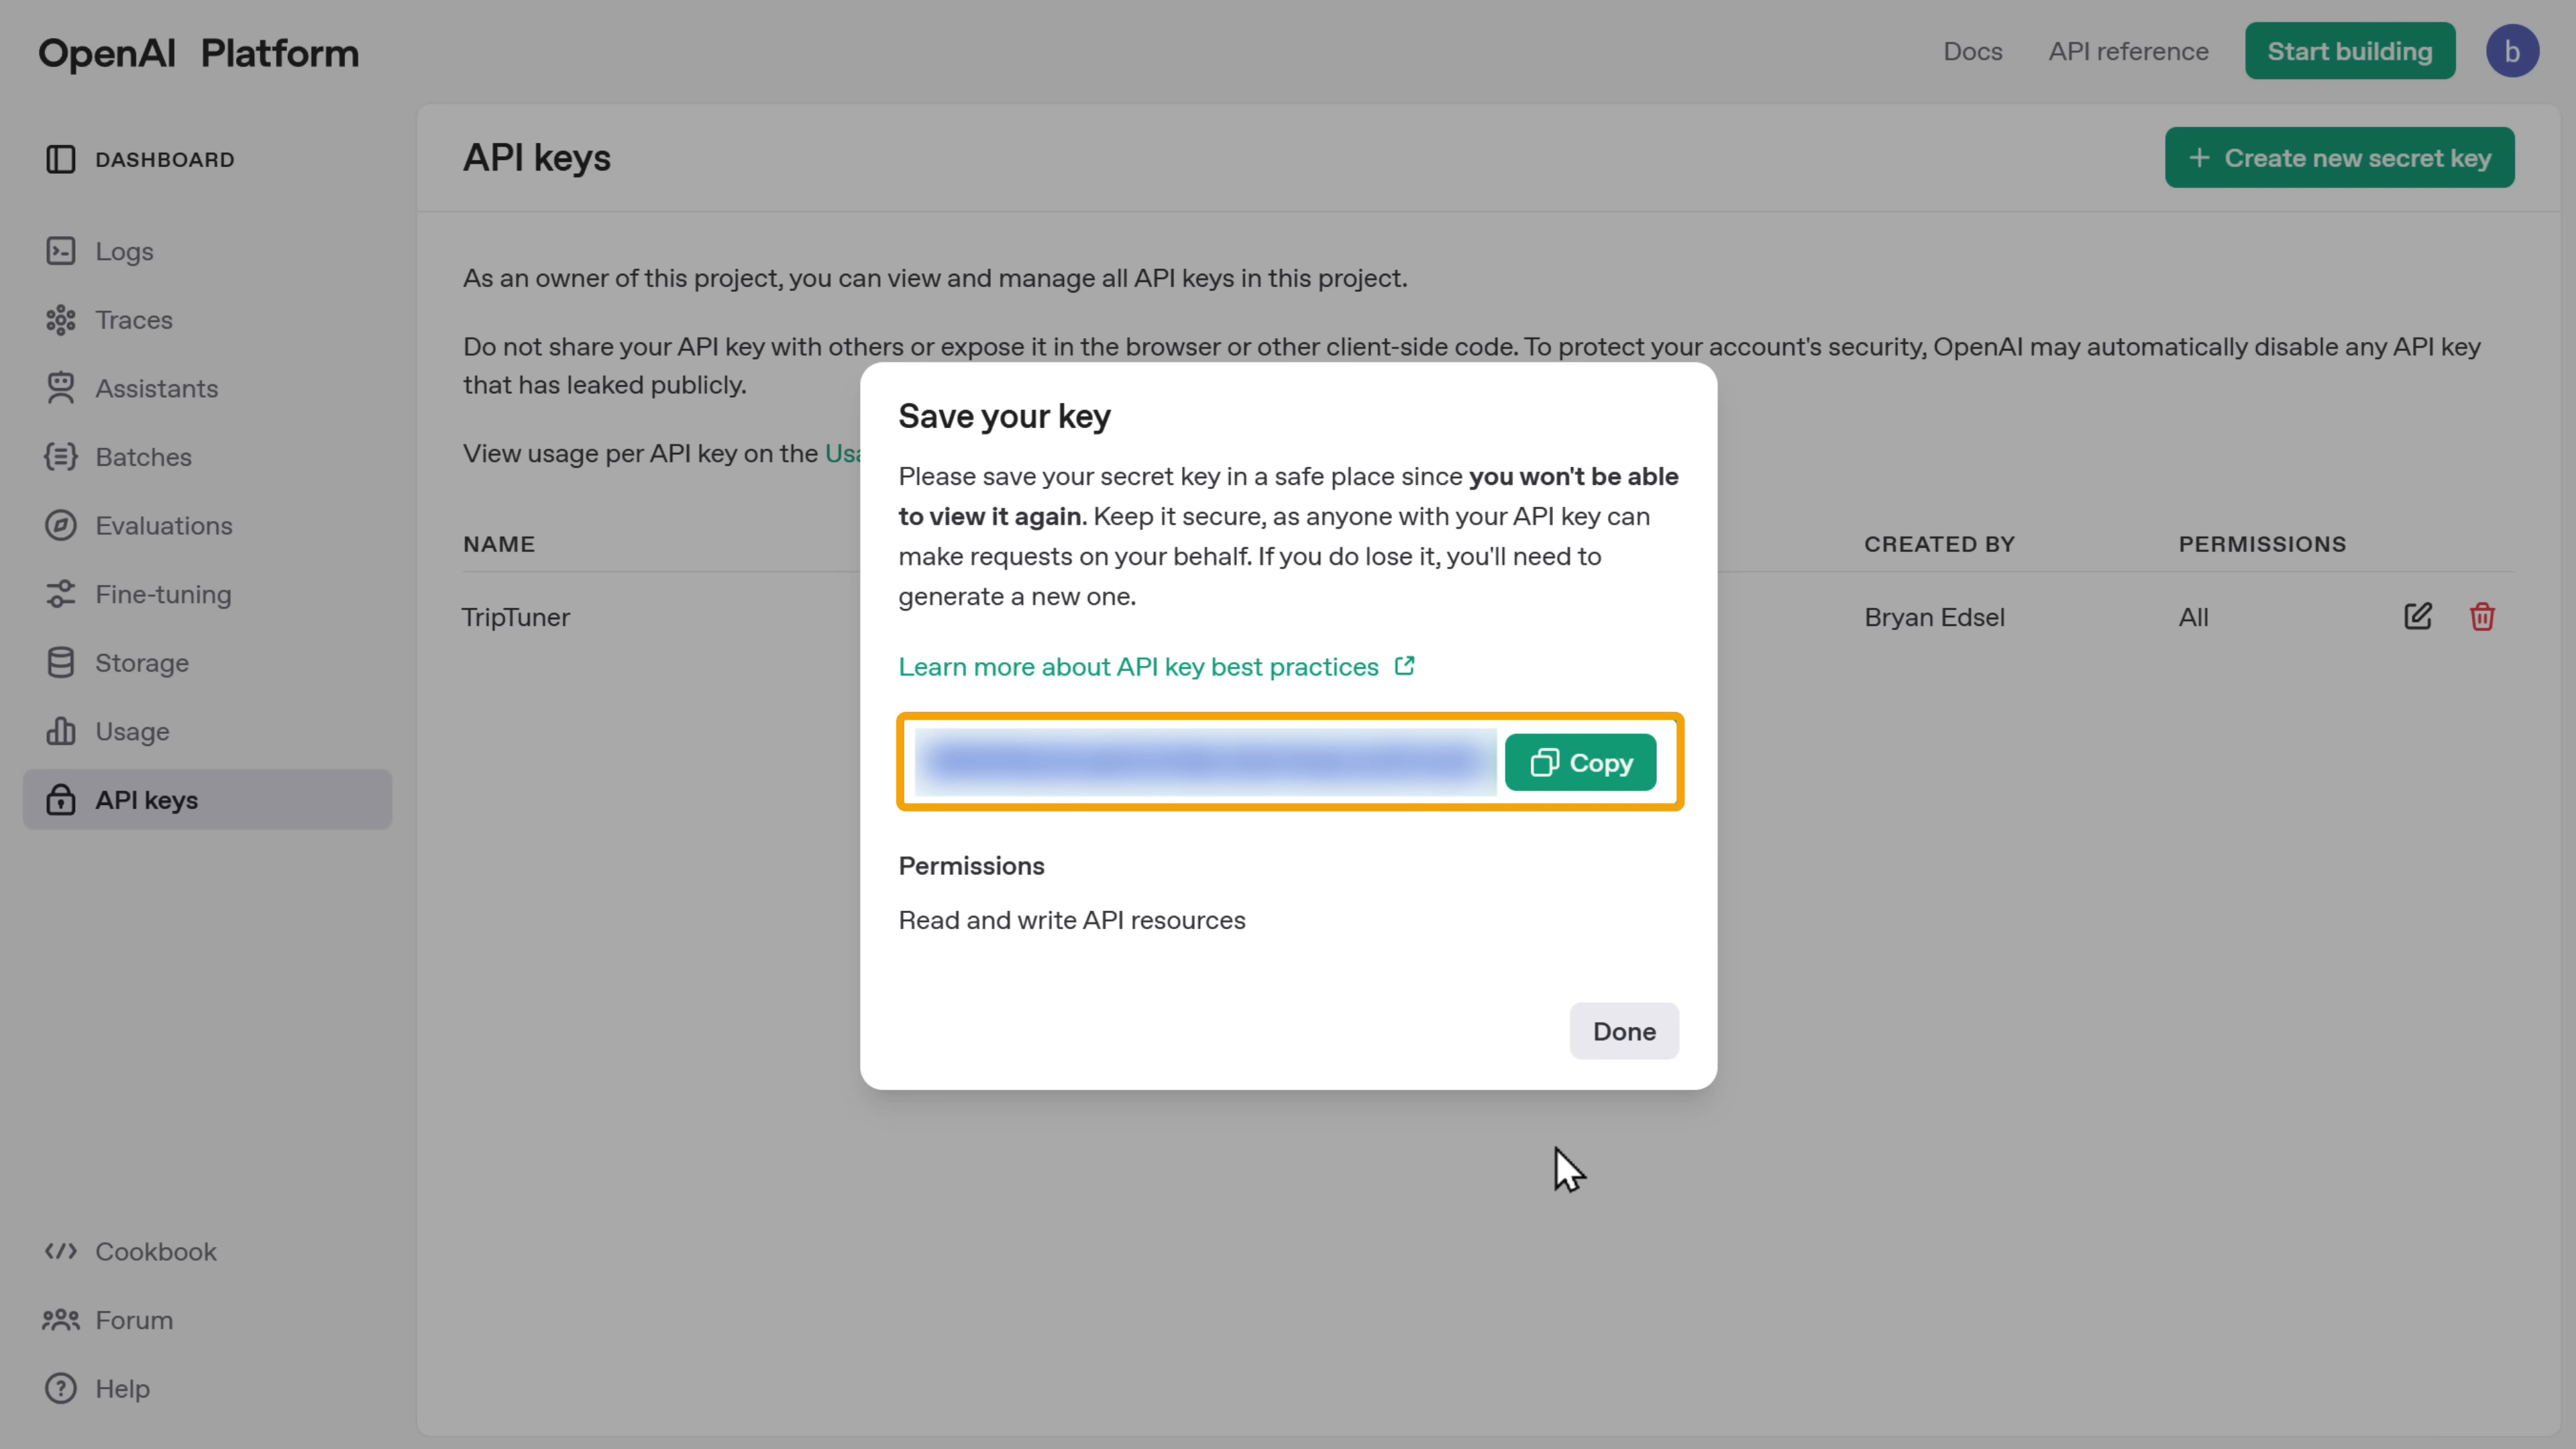 OpenAI Platform
Docs
API reference
Start building
b
DASHBOARD
Logs
Traces
Assistants
Batches
Evaluations
Fine-tuning
Storage
Usage
API keys
Cookbook
Forum
Help
API keys
+ Create new secret key
As an owner of this project, you can view and manage all API keys in this project.
Do not share your API key with others or expose it in the browser or other client-side code. To protect your account's security, OpenAI may automatically disable any API key
that has leaked publicly.
View usage per API key on the
NAME
CREATED BY
PERMISSIONS
TripTuner
Bryan Edsel
All
Save your key
Please save your secret key in a safe place since you won't be able
to view it again. Keep it secure, as anyone with your API key can
make requests on your behalf. If you do lose it, you'll need to
generate a new one.
Learn more about API key best practices
Copy
Permissions
Read and write API resources
Done